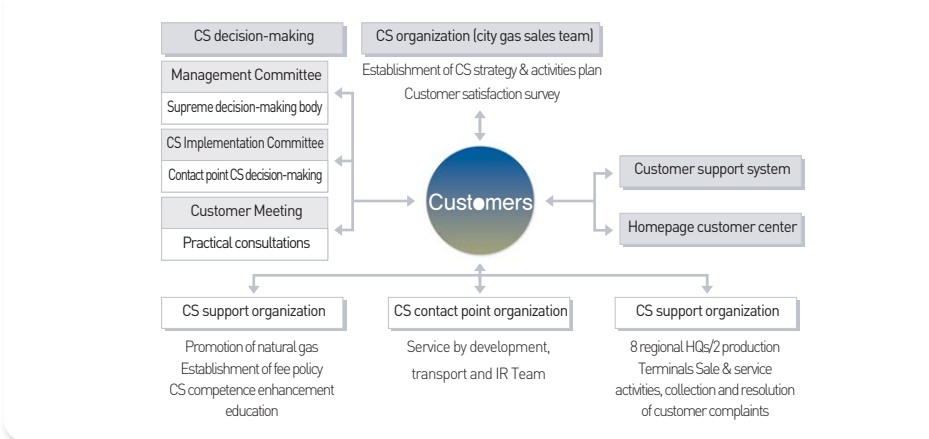 CS decision-making
Management Committee
Supreme decision-making body
CS Implementation Committee
Contact point CS decision-making
Customer Meeting
Practical consultations
CS organization (city gas sales team)
Establishment of CS strategy & activities plan
Customer satisfaction survey
Customers
Customer support system
Homepage customer center
CS support organization
Promotion of natural gas
Establishment of fee policy
CS competence enhancement
education
CS contact point organization
Service by development,
transport and IR Team
CS support organization
8 regional HQs/2 production
Terminals Sale & service
activities, collection and resolution
of customer complaints